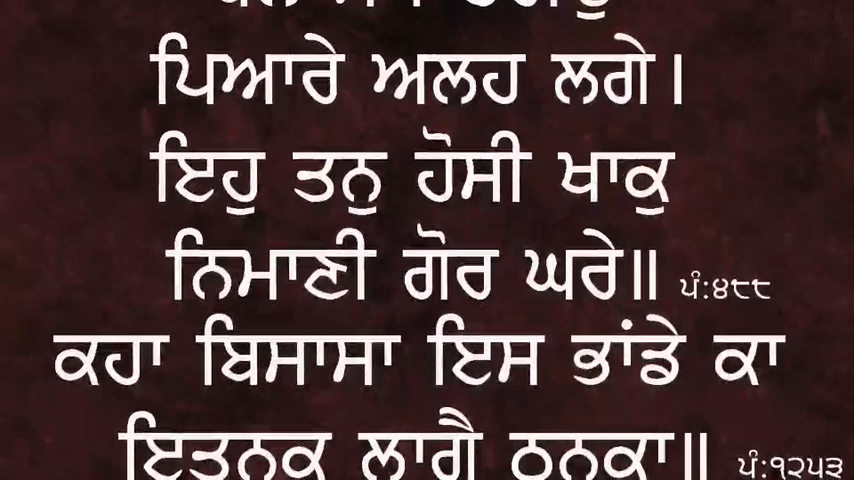 ਪਿਆਰੇ ਅਲਹ ਲਗੇ।
ਇਹੁ ਤਨੁ ਹੋਸੀ ਖਾਕੁ
ਨਿਮਾਣੀ ਗੋਰ ਘਰੇ॥ ਪੰ:੪੮੮
ਕਹਾ ਬਿਸਾਸਾ ਇਸ ਭਾਂਡੇ ਕਾ
ਇਤਨਕ ਲਾਗੈ ਠਨਕਾ॥ ਪੰ:੧੨੫੩